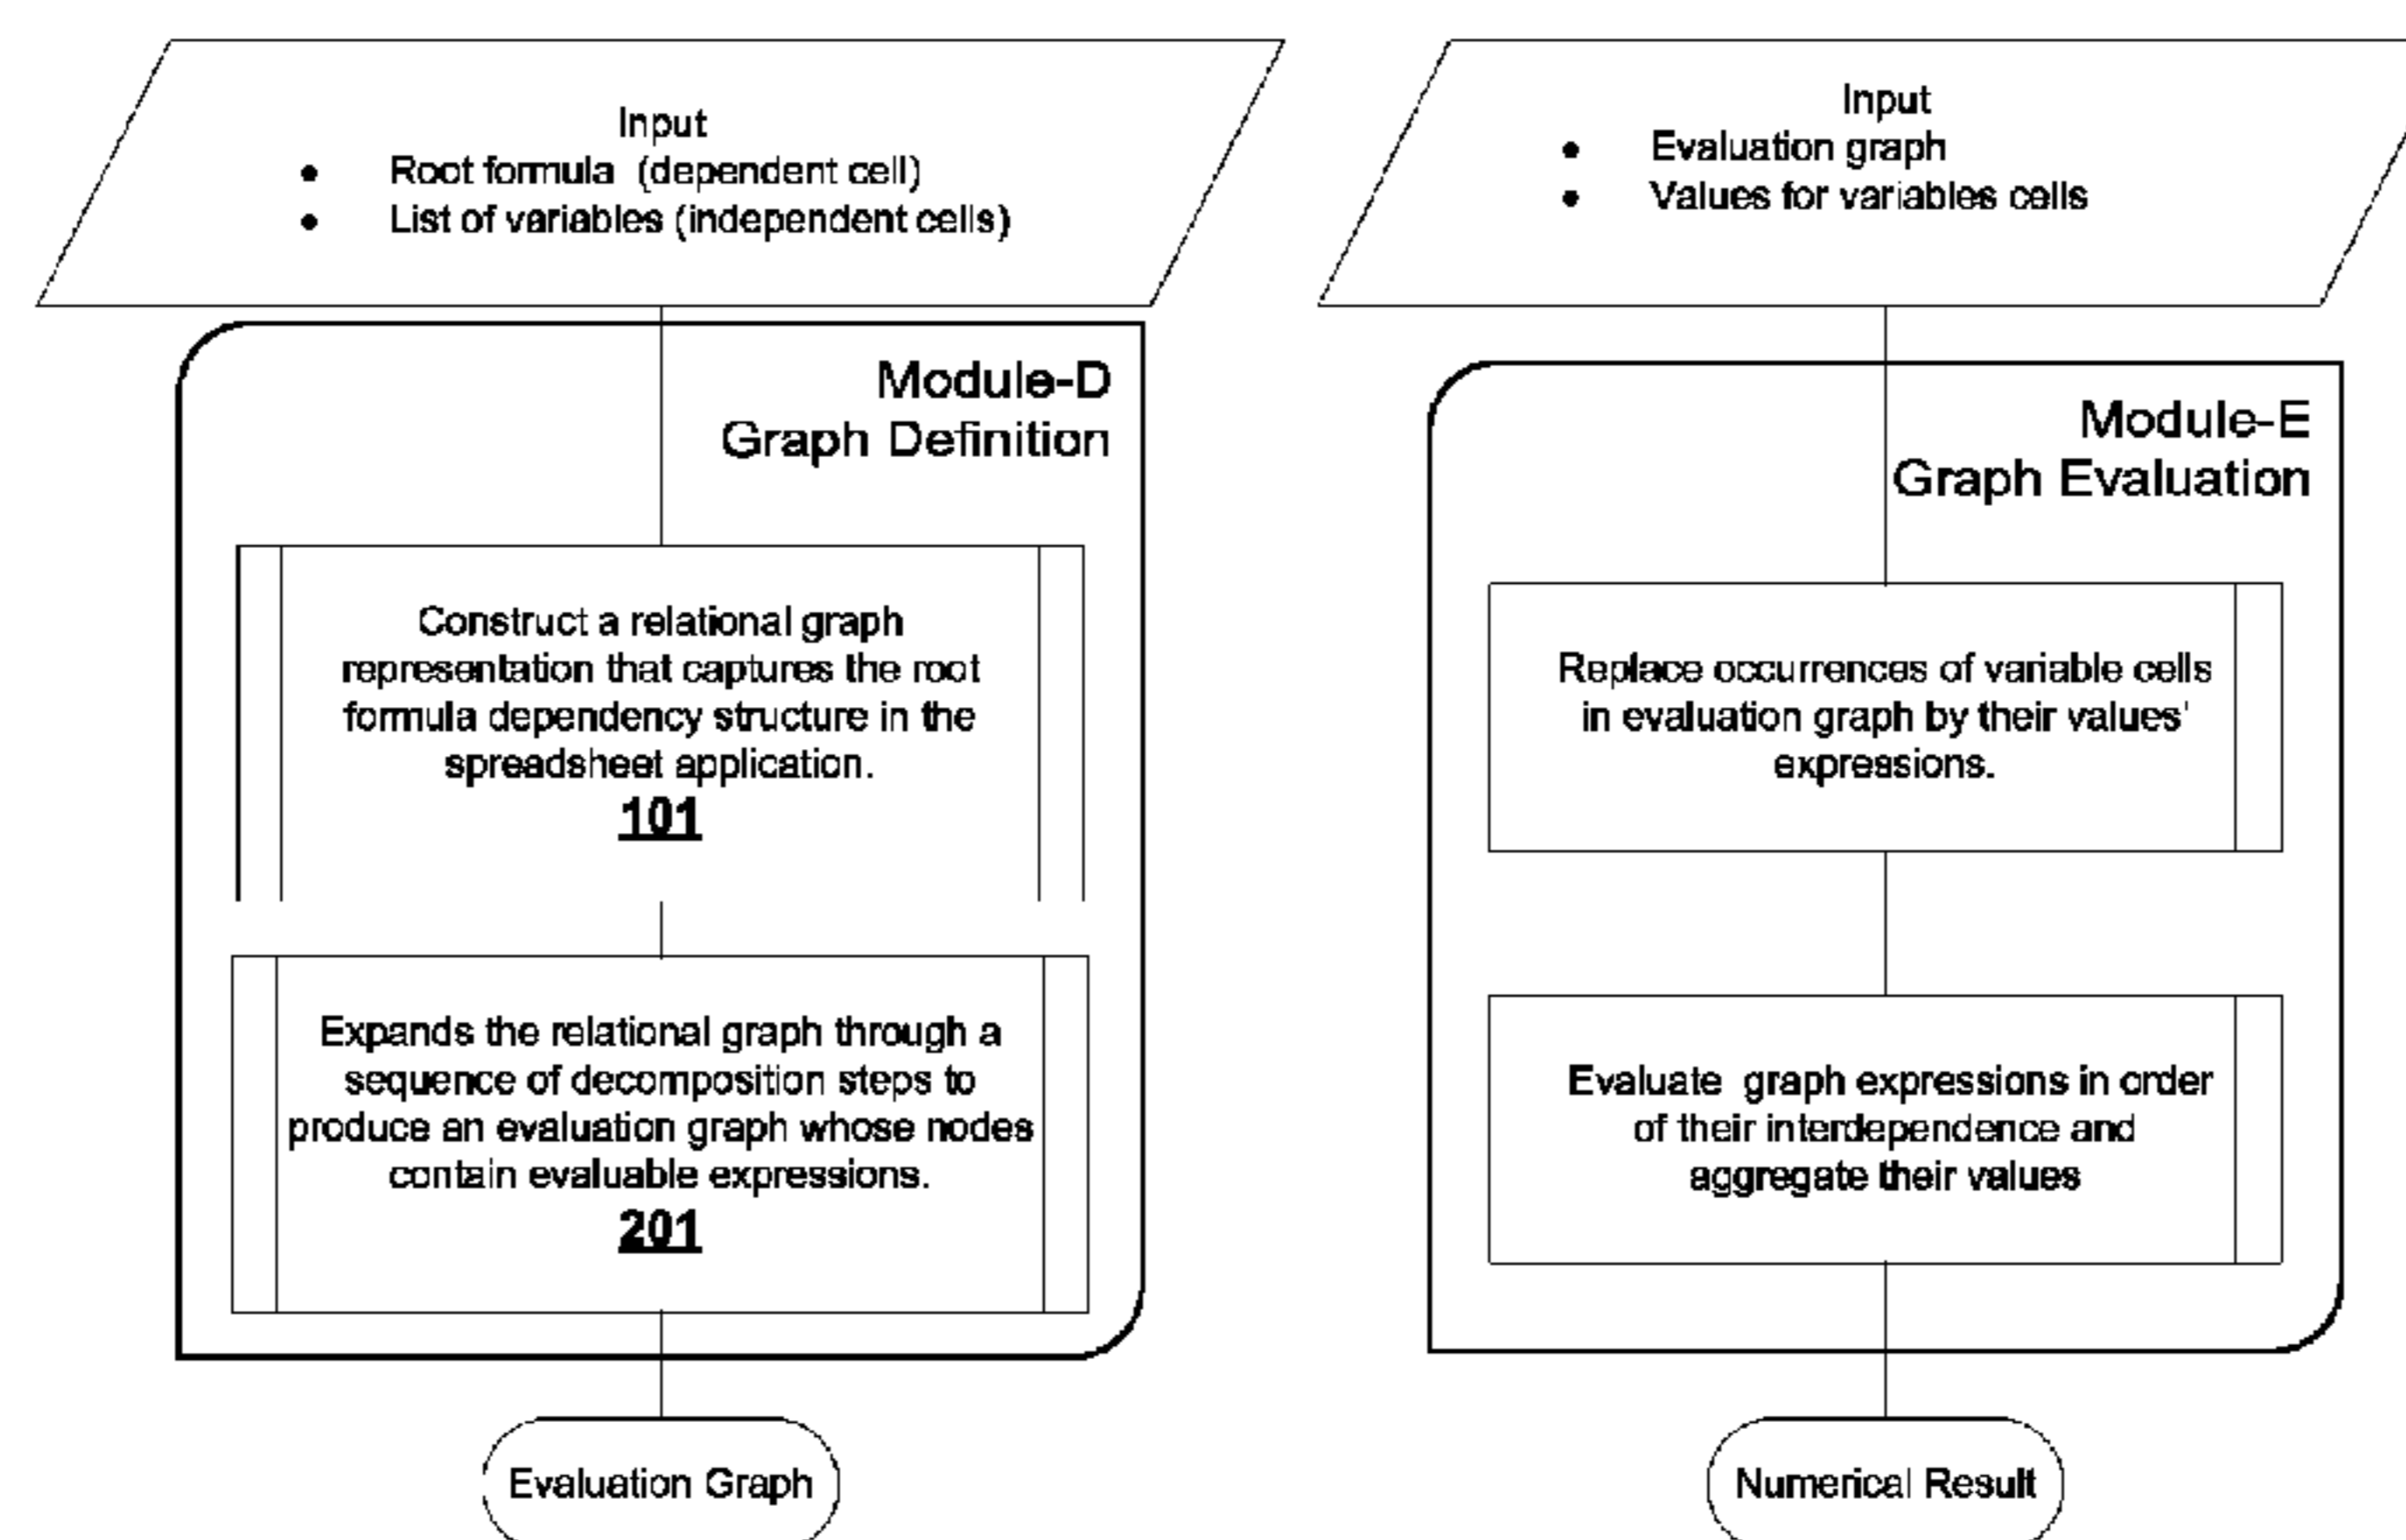 Input
• Root formula (dependent cell)
• List of variables (independent cells)
Module-D
Graph Definition
Construct a relational graph
representation that captures the root
formula dependency structure in the
spreadsheet application.
101
Expands the relational graph through a
sequence of decomposition steps to
produce an evaluation graph whose nodes
contain evaluable expressions.
201
Evaluation Graph
Input
• Evaluation graph
• Values for variables cells
Module-E
Graph Evaluation
Replace occurrences of variable cells
in evaluation graph by their values'
expressions.
Evaluate graph expressions in order
of their interdependence and
aggregate their values
Numerical Result